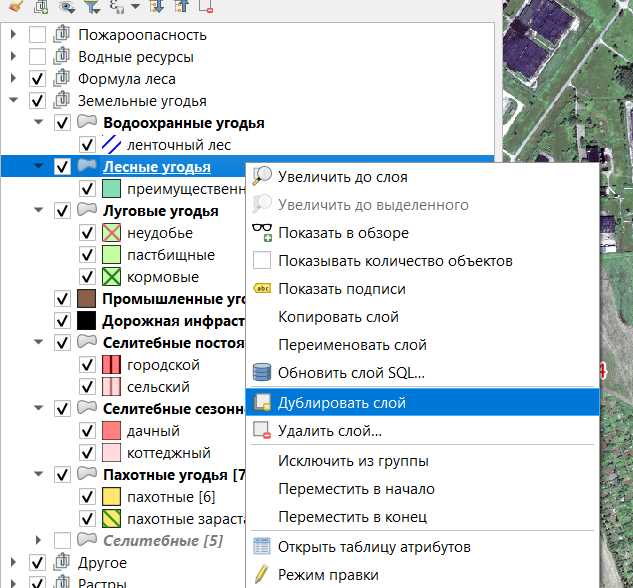 Пожароопасность
Водные ресурсы
Формула леса
Земельные угодья
Водоохранные угодья
ленточный лес
Лесные угодья
преимуществен
Луговые угодья
неудобье
пастбищные
кормовые
Промышленные уго
Дорожная инфраст
Селитебные постоя
городской
сельский
Селитебные сезонн
дачный
коттеджный
Пахотные угодья [7
пахотные [6]
пахотные зараста
Селитебные [5]
Другое
Растры
Увеличить до слоя
Увеличить до выделенного
Показать в обзоре
Показывать количество объектов
abc Показать подписи
Копировать слой
Переименовать слой
Обновить слой SQL...
Дублировать слой
Удалить слой...
Исключить из группы
Переместить в начало
Переместить в конец
Открыть таблицу атрибутов
Режим правки
4